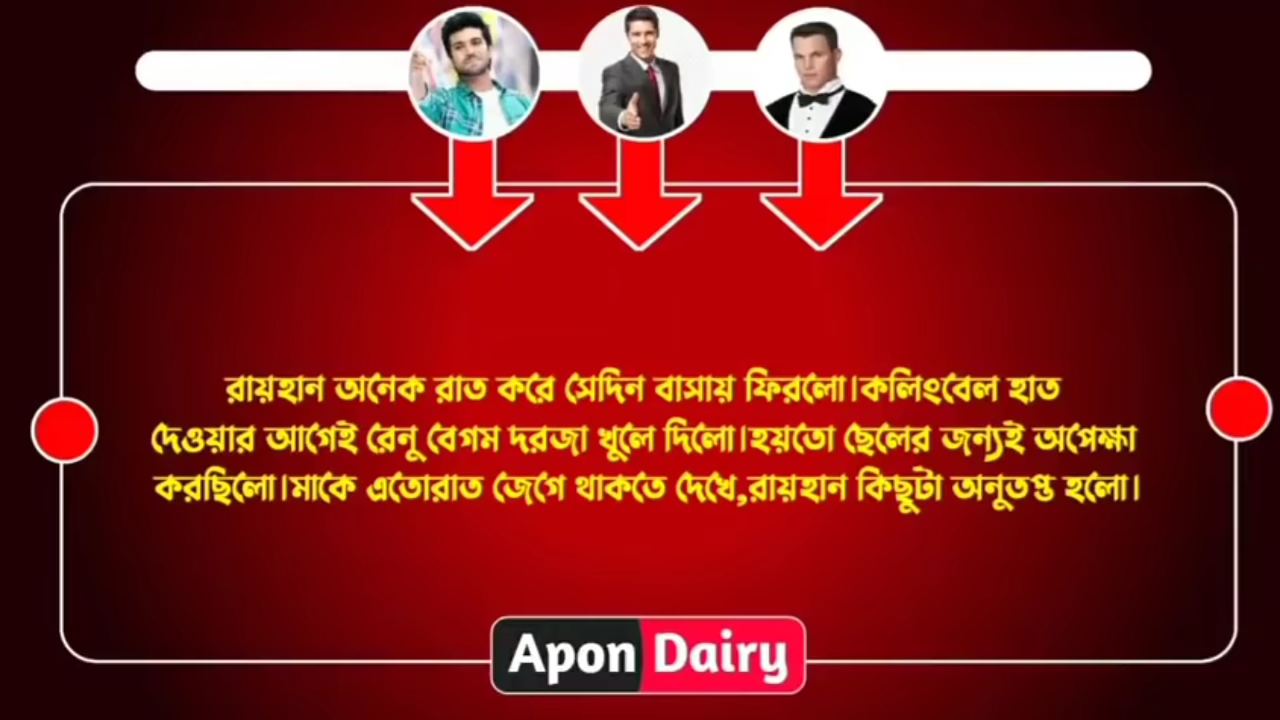 রায়হান অনেক রাত করে সেদিন বাসায় ফিরলো।কলিংবেল হাত
দেওয়ার আগেই রেনু বেগম দরজা খুলে দিলো।হয়তো ছেলের জন্যই অপেক্ষা
করছিলো।মাকে এতোরাত জেগে থাকতে দেখে,রায়হান কিছুটা অনুতপ্ত হলো।
Apon Dairy